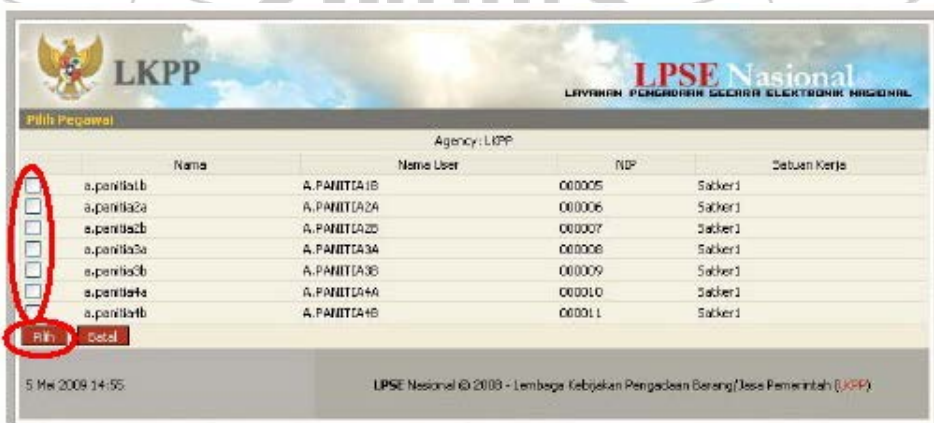 LKPP
LPSE Nasional
LAYANAN PENGADAAN SECARA ELEKTRONIK NASIONAL
Pilih Pegawai
Agency : LKPP
Nama Nama User NIP Satuan Kerja
a.panitia1b A.PANITIA1B 000005 Satker1
a.panitia2a A.PANITIA2A 000006 Satker1
a.panitia2b A.PANITIA2B 000007 Satker1
a.panitia3a A.PANITIA3A 000008 Satker1
a.panitia3b A.PANITIA3B 000009 Satker1
a.panitia4a A.PANITIA4A 000010 Satker1
a.panitia4b A.PANITIA4B 000011 Satker1
Pilih Batal
5 Mei 2009 14:55 LPSE Nasional © 2008 - Lembaga Kebijakan Pengadaan Barang/Jasa Pemerintah (LKPP)